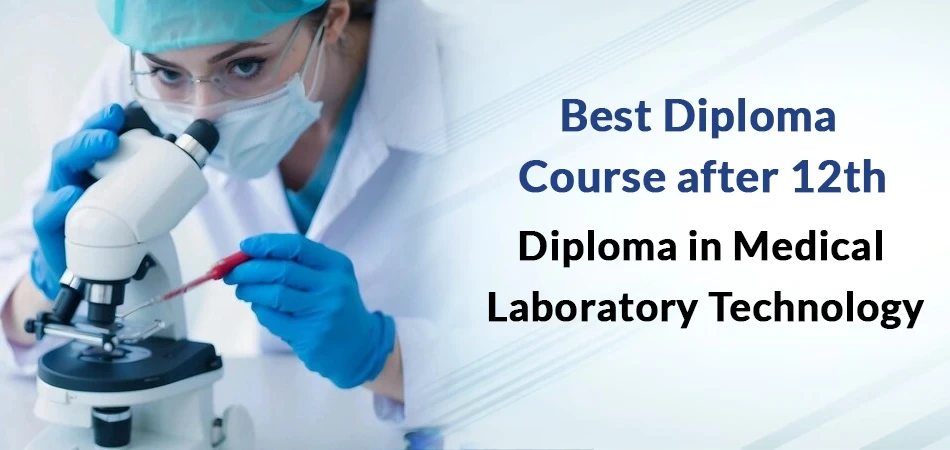 Best Diploma
Course after 12th
Diploma in Medical
Laboratory Technology